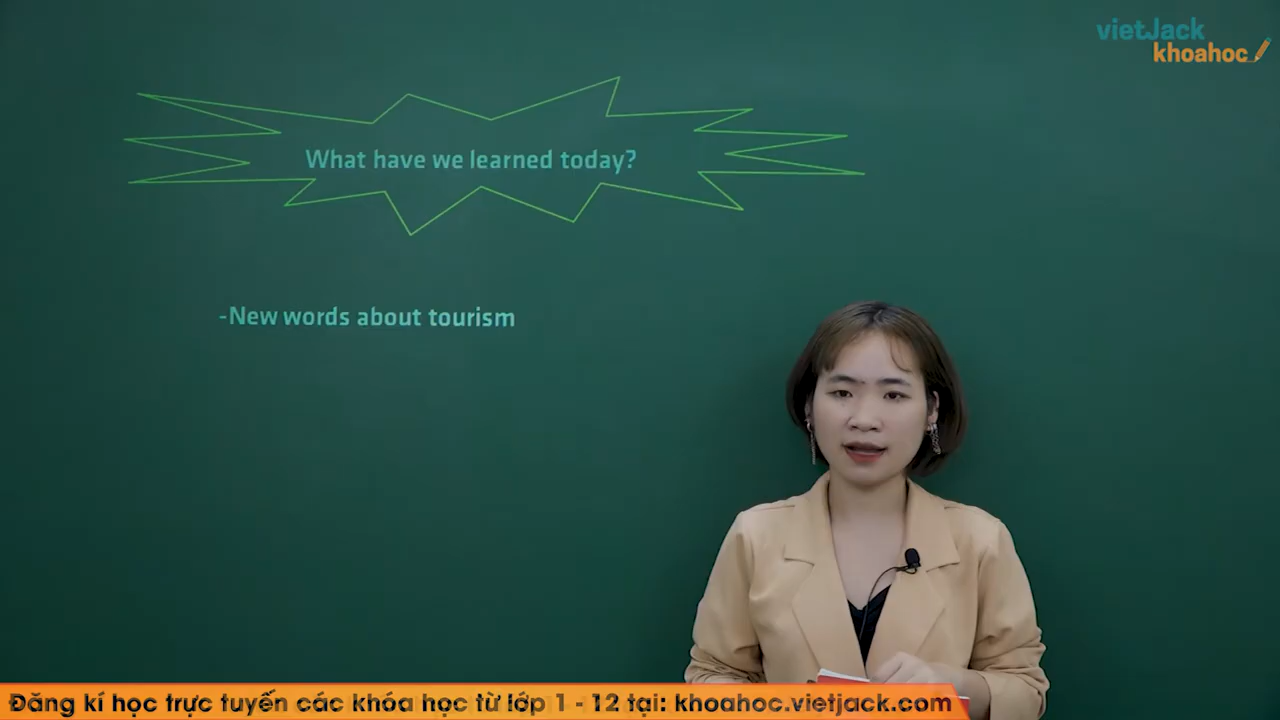 vietJack
khoahoc
What have we learned today?
-New words about tourism
Đăng kí học trực tuyến các khóa học từ lớp 1 - 12 tại: khoahoc.vietjack.com